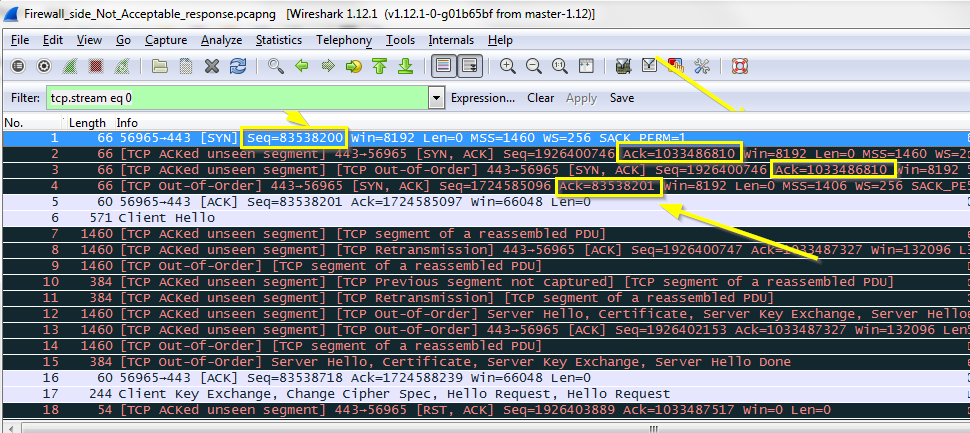 Firewall_side_Not_Acceptable_response.pcapng [Wireshark 1.12.1 (v1.12.1-0-g01b65bf from master-1.12)]
File Edit View Go Capture Analyze Statistics Telephony Tools Internals Help
Filter: tcp.stream eq 0 Expression... Clear Apply Save
No. Length Info
1 66 56965→443 [SYN] Seq=83538200 Win=8192 Len=0 MSS=1460 WS=256 SACK_PERM=1
2 66 [TCP ACKed unseen segment] 443→56965 [SYN, ACK] Seq=1926400746 Ack=1033486810 Win=8192 Len=0 MSS=1460 WS=2
3 66 [TCP ACKed unseen segment] [TCP Out-Of-Order] 443→56965 [SYN, ACK] Seq=1926400746 Ack=1033486810 Win=8192
4 66 [TCP Out-Of-Order] 443→56965 [SYN, ACK] Seq=1724585096 Ack=83538201 Win=8192 Len=0 MSS=1406 WS=256 SACK_PE
5 60 56965→443 [ACK] Seq=83538201 Ack=1724585097 Win=66048 Len=0
6 571 Client Hello
7 1460 [TCP ACKed unseen segment] [TCP segment of a reassembled PDU]
8 1460 [TCP ACKed unseen segment] [TCP Retransmission] 443→56965 [ACK] Seq=1926400747 Ack=1033487327 Win=132096 L
9 1460 [TCP Out-Of-Order] [TCP segment of a reassembled PDU]
10 384 [TCP ACKed unseen segment] [TCP Previous segment not captured] [TCP segment of a reassembled PDU]
11 384 [TCP ACKed unseen segment] [TCP Retransmission] [TCP segment of a reassembled PDU]
12 1460 [TCP ACKed unseen segment] [TCP Out-Of-Order] Server Hello, Certificate, Server Key Exchange, Server Hello
13 1460 [TCP ACKed unseen segment] [TCP Out-Of-Order] 443→56965 [ACK] Seq=1926402153 Ack=1033487327 Win=132096 Len
14 1460 [TCP Out-Of-Order] [TCP segment of a reassembled PDU]
15 384 [TCP Out-Of-Order] Server Hello, Certificate, Server Key Exchange, Server Hello Done
16 60 56965→443 [ACK] Seq=83538718 Ack=1724588239 Win=66048 Len=0
17 244 Client Key Exchange, Change Cipher Spec, Hello Request, Hello Request
18 54 [TCP ACKed unseen segment] 443→56965 [RST, ACK] Seq=1926403889 Ack=1033487517 Win=0 Len=0